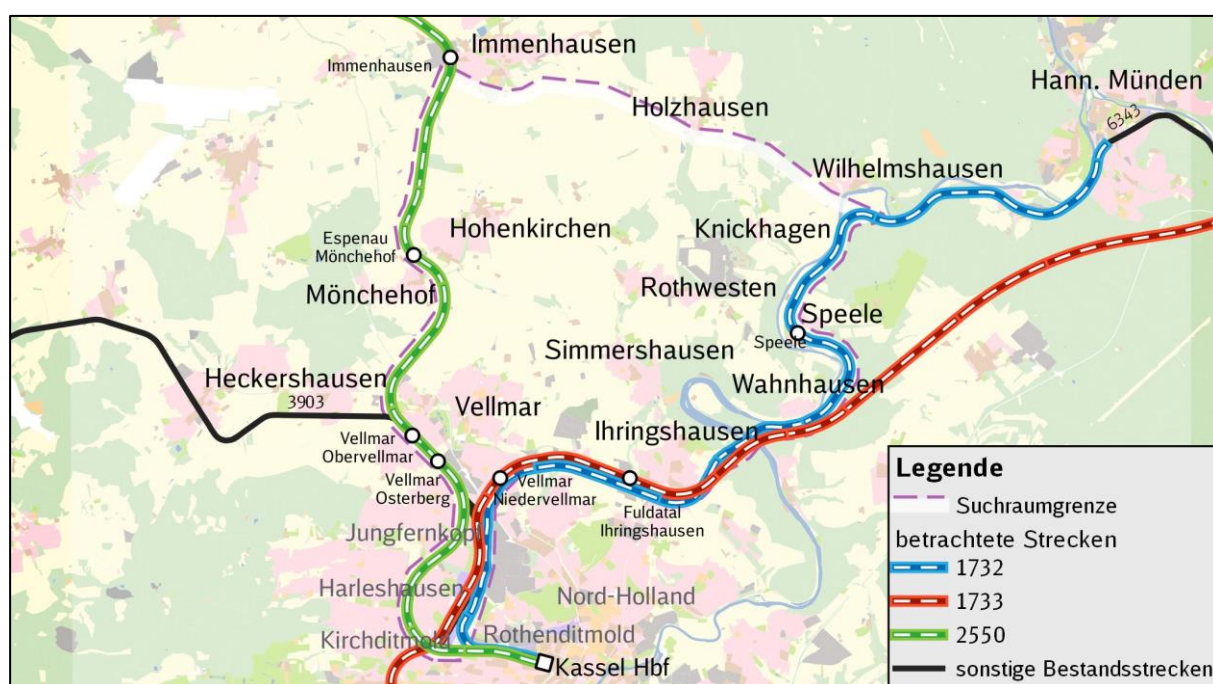 Immenhausen
Immenhausen
Hann. Münden
6343
Holzhausen
Wilhelmshausen
Hohenkirchen
Knickhagen
Espenau
Mönchehof
Mönchehof
Rothwesten
Speele
Speele
Simmershausen
Heckershausen
Wahnhausen
3903
Vellmar
Ihringshausen
Vellmar
Obervellmar
Vellmar
Osterberg
Vellmar
Niedervellmar
Fuldatal
Ihringshausen
Jungfernkopf
Harleshausen
Nord-Holland
Kirchditmold
Rothenditmold
Kassel Hbf
Legende
Suchraumgrenze
betrachtete Strecken
1732
1733
2550
sonstige Bestandsstrecken